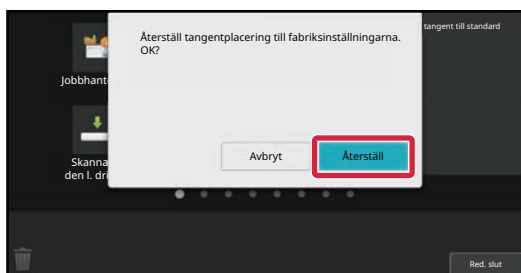 tangent till standard
Återställ tangentplacering till fabriksinställningarna.
OK?
Jobbhant
Skanna
den l. dri
Avbryt
Återställ
Red. slut